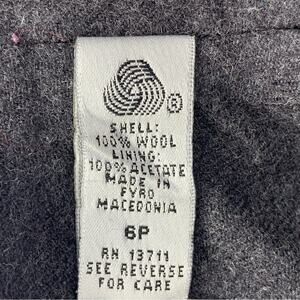 ®
SHELL:
100% WOOL
LINING:
100% ACETATE
MADE IN
FYRO
MACEDONIA
6P
RN 13711
SEE REVERSE
FOR CARE